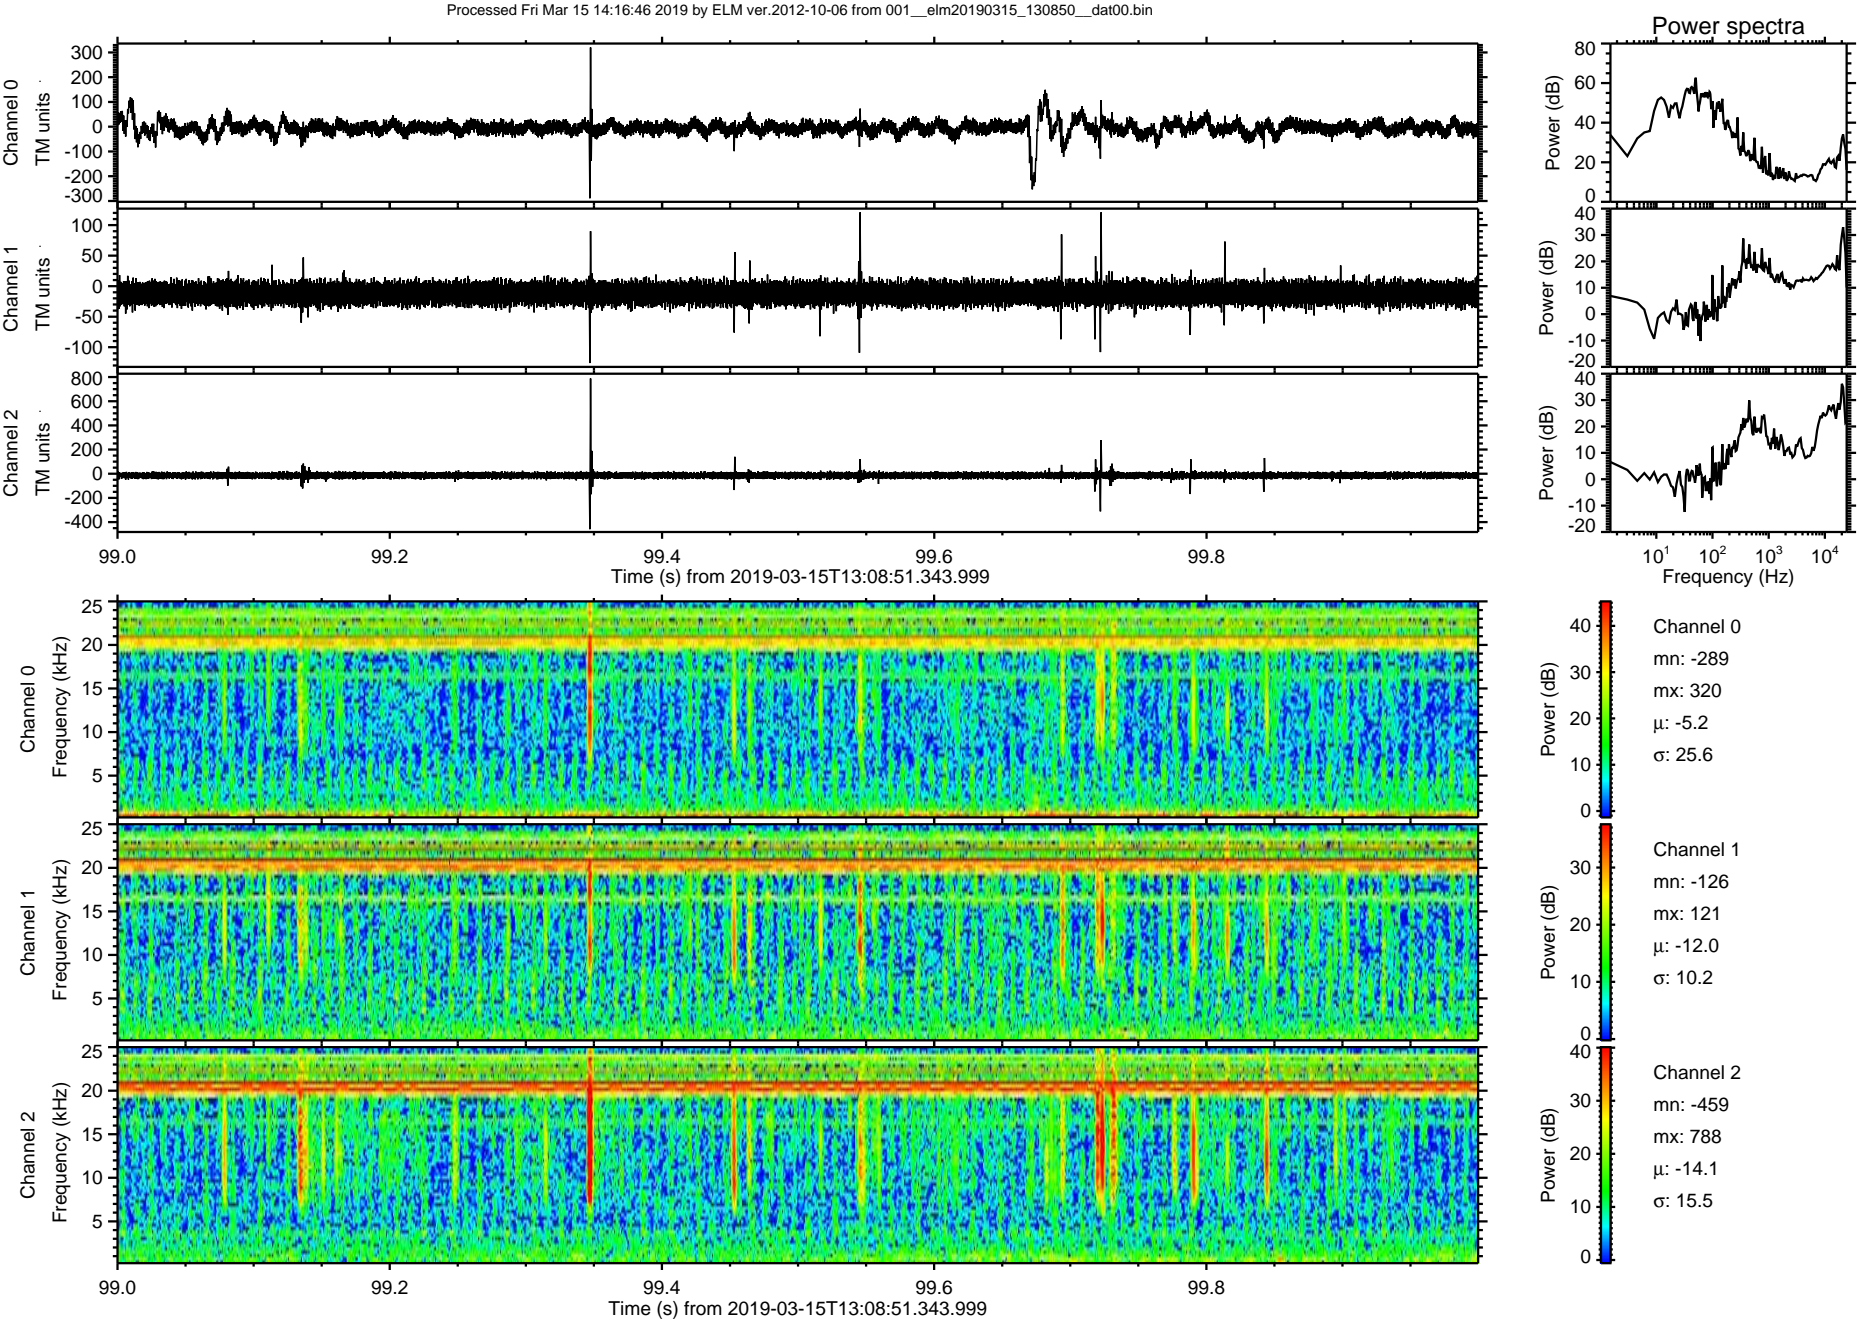 Processed Fri Mar 15 14:16:46 2019 by ELM ver.2012-10-06 from 001__elm20190315_130850__dat00.bin
Power spectra
Channel 0
TM units
300
200
100
0
-100
-200
-300
Power (dB)
80
60
40
20
0
Channel 1
TM units
100
50
0
-50
-100
Power (dB)
40
30
20
10
0
-10
-20
Channel 2
TM units
800
600
400
200
0
-200
-400
Power (dB)
40
30
20
10
0
-10
-20
99.0 99.2 99.4 99.6 99.8
Time (s) from 2019-03-15T13:08:51.343.999
10^1 10^2 10^3 10^4
Frequency (Hz)
Channel 0
Frequency (kHz)
25
20
15
10
5
Power (dB)
40
30
20
10
0
Channel 0
mn: -289
mx: 320
μ: -5.2
σ: 25.6
Channel 1
Frequency (kHz)
25
20
15
10
5
Power (dB)
30
20
10
0
Channel 1
mn: -126
mx: 121
μ: -12.0
σ: 10.2
Channel 2
Frequency (kHz)
25
20
15
10
5
Power (dB)
40
30
20
10
0
Channel 2
mn: -459
mx: 788
μ: -14.1
σ: 15.5
99.0 99.2 99.4 99.6 99.8
Time (s) from 2019-03-15T13:08:51.343.999